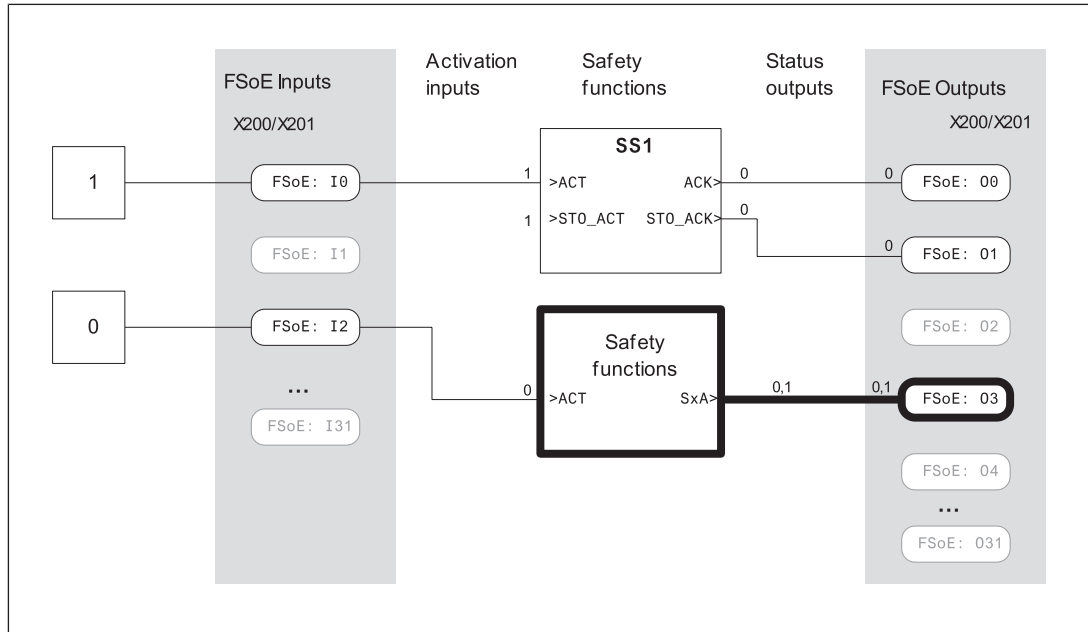 FSoE Inputs
X200/X201
Activation
inputs
Safety
functions
Status
outputs
FSoE Outputs
X200/X201
1
FSoE: I0
1
SS1
>ACT
ACK>
0
0
FSoE: O0
1
>STO_ACT
STO_ACK>
0
FSoE: I1
0
FSoE: O1
0
FSoE: I2
FSoE: O2
Safety
functions
...
0
>ACT
SxA>
0,1
0,1
FSoE: O3
FSoE: I31
FSoE: O4
...
FSoE: O31